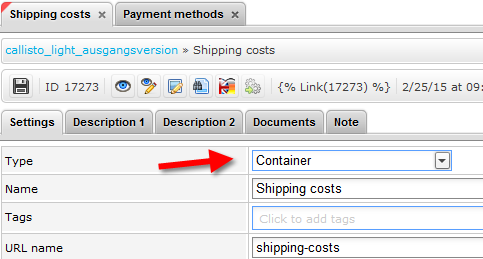 Shipping costs × Payment methods ×
callisto_light_ausgangsversion » Shipping costs
ID 17273 {% Link(17273) %} 2/25/15 at 09:
Settings Description 1 Description 2 Documents Note
Type Container
Name Shipping costs
Tags Click to add tags
URL name shipping-costs